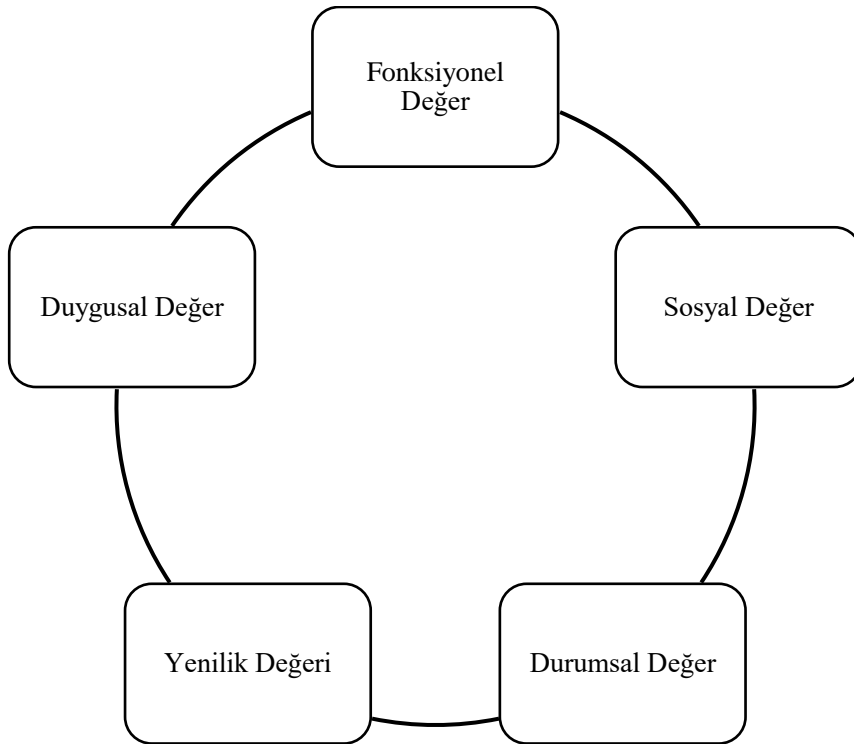 Fonksiyonel
Değer
Duygusal Değer
Sosyal Değer
Yenilik Değeri
Durumsal Değer